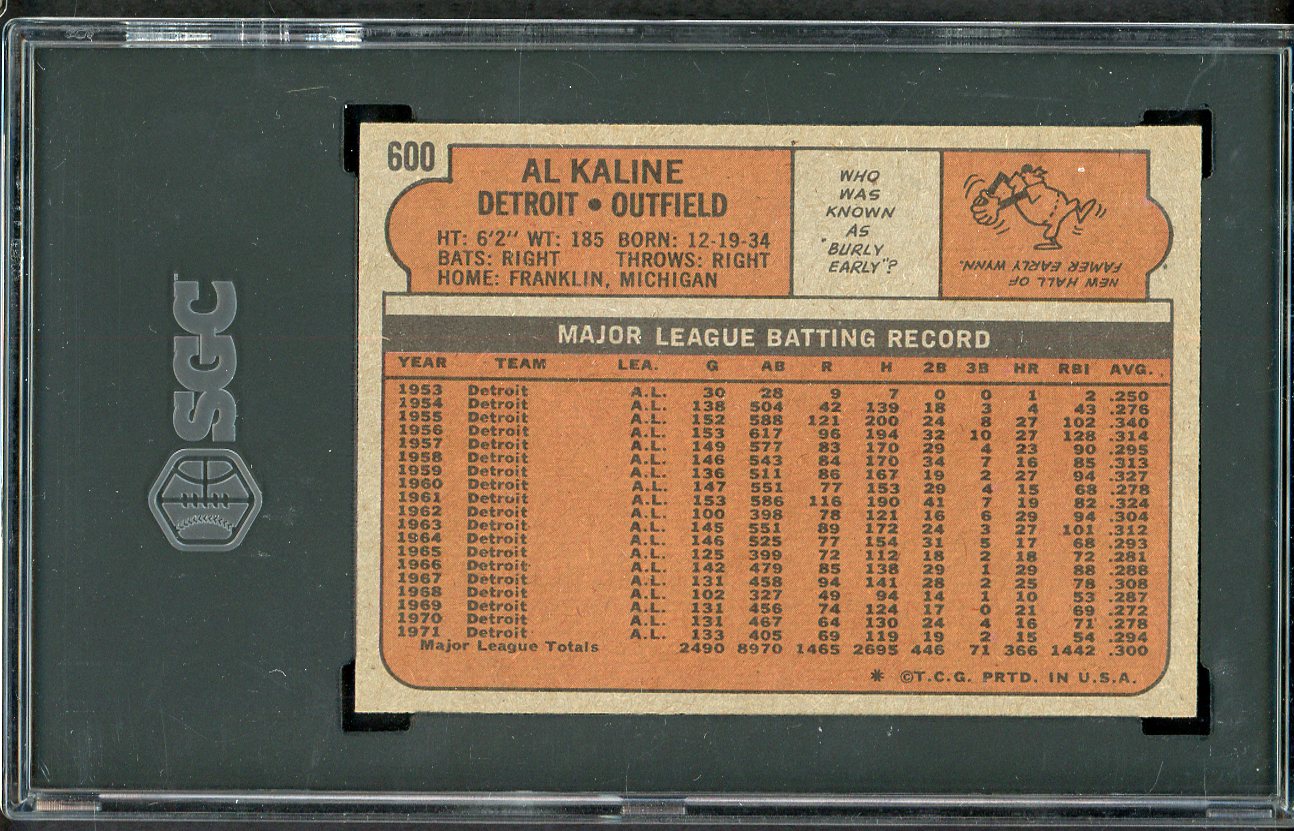 SGC
600
AL KALINE
DETROIT • OUTFIELD
HT: 6'2" WT: 185 BORN: 12-19-34
BATS: RIGHT THROWS: RIGHT
HOME: FRANKLIN, MICHIGAN
WHO
WAS
KNOWN
AS
"BURLY
EARLY"?
NEW HALL OF
FAMER EARLY WYNN.
MAJOR LEAGUE BATTING RECORD
YEAR TEAM LEA. G AB R H 2B 3B HR RBI AVG.
1953 Detroit A.L. 30 28 9 7 0 0 1 2 .250
1954 Detroit A.L. 138 504 42 139 18 3 4 43 .276
1955 Detroit A.L. 152 588 121 200 24 8 27 102 .340
1956 Detroit A.L. 153 617 96 194 32 10 27 128 .314
1957 Detroit A.L. 149 577 83 170 29 4 23 90 .295
1958 Detroit A.L. 146 543 84 170 34 7 16 85 .313
1959 Detroit A.L. 136 511 86 167 19 2 27 94 .327
1960 Detroit A.L. 147 551 77 153 29 4 15 68 .278
1961 Detroit A.L. 153 586 116 190 41 7 19 82 .324
1962 Detroit A.L. 100 398 78 121 16 6 29 94 .304
1963 Detroit A.L. 145 551 89 172 24 3 27 101 .312
1964 Detroit A.L. 146 525 77 154 31 5 17 68 .293
1965 Detroit A.L. 125 399 72 112 18 2 18 72 .281
1966 Detroit A.L. 142 479 85 138 29 1 29 88 .288
1967 Detroit A.L. 131 458 94 141 28 2 25 78 .308
1968 Detroit A.L. 102 327 49 94 14 1 10 53 .287
1969 Detroit A.L. 131 456 74 124 17 0 21 69 .272
1970 Detroit A.L. 131 467 64 130 24 4 16 71 .278
1971 Detroit A.L. 133 405 69 119 19 2 15 54 .294
Major League Totals 2490 8970 1465 2695 446 71 366 1442 .300
* ©T.C.G. PRTD. IN U.S.A.